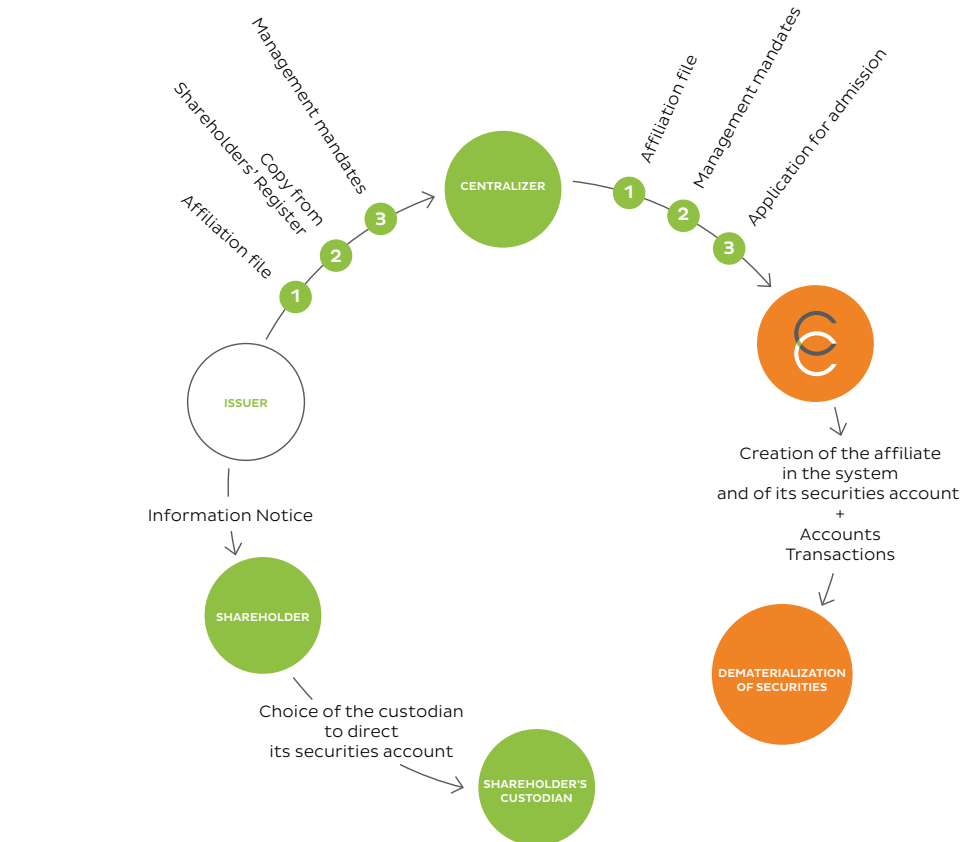 Management mandates
Copy from
Shareholders' Register
Affiliation file
1
2
3
CENTRALIZER
Affiliation file
Management mandates
Application for admission
1
2
3
ISSUER
Information Notice
SHAREHOLDER
Choice of the custodian
to direct
its securities account
SHAREHOLDER'S
CUSTODIAN
Creation of the affiliate
in the system
and of its securities account
+
Accounts
Transactions
DEMATERIALIZATION
OF SECURITIES